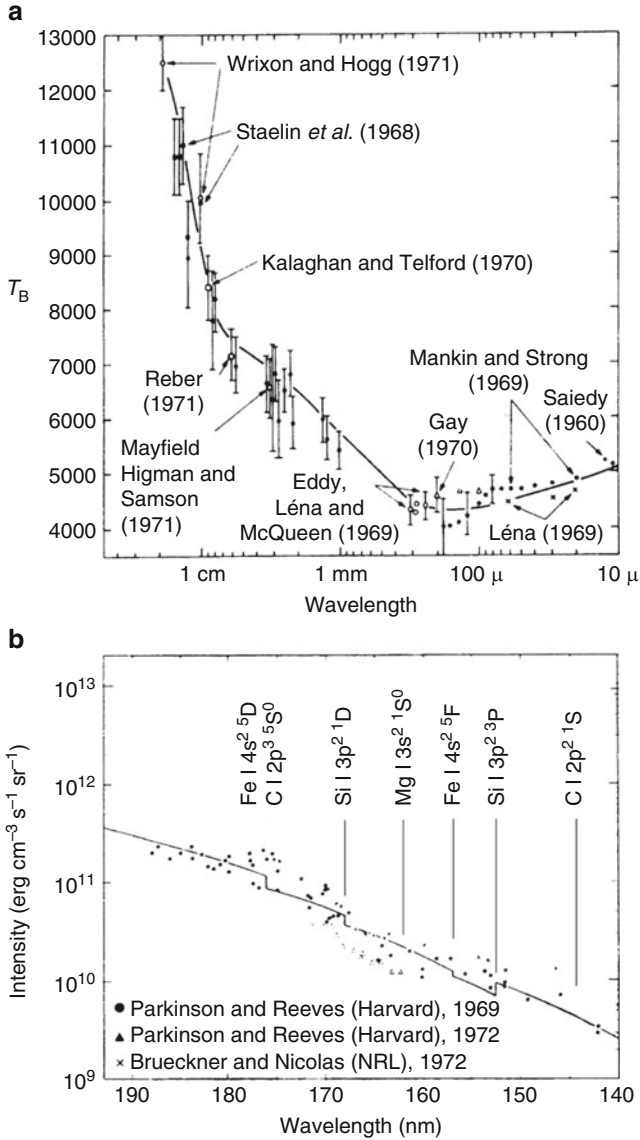 a
13000
12000
11000
10000
9000
8000
7000
6000
5000
4000
T_B
Wrixon and Hogg (1971)
Staelin et al. (1968)
Kalaghan and Telford (1970)
Reber
(1971)
Mayfield
Higman and
Samson
(1971)
Eddy,
Léna and
McQueen
(1969)
Gay
(1970)
Mankin and Strong
(1969)
Saiedy
(1960)
Léna (1969)
1 cm
1 mm
100 μ
10 μ
Wavelength
b
10^13
10^12
10^11
10^10
10^9
Intensity (erg cm^−3 s^−1 sr^−1)
Fe I 4s^2 ^5D
C I 2p^3 ^5S^0
Si I 3p^2 ^1D
Mg I 3s^2 ^1S^0
Fe I 4s^2 ^5F
Si I 3p^2 ^3P
C I 2p^2 ^1S
● Parkinson and Reeves (Harvard), 1969
▲ Parkinson and Reeves (Harvard), 1972
× Brueckner and Nicolas (NRL), 1972
190
180
170
160
150
140
Wavelength (nm)